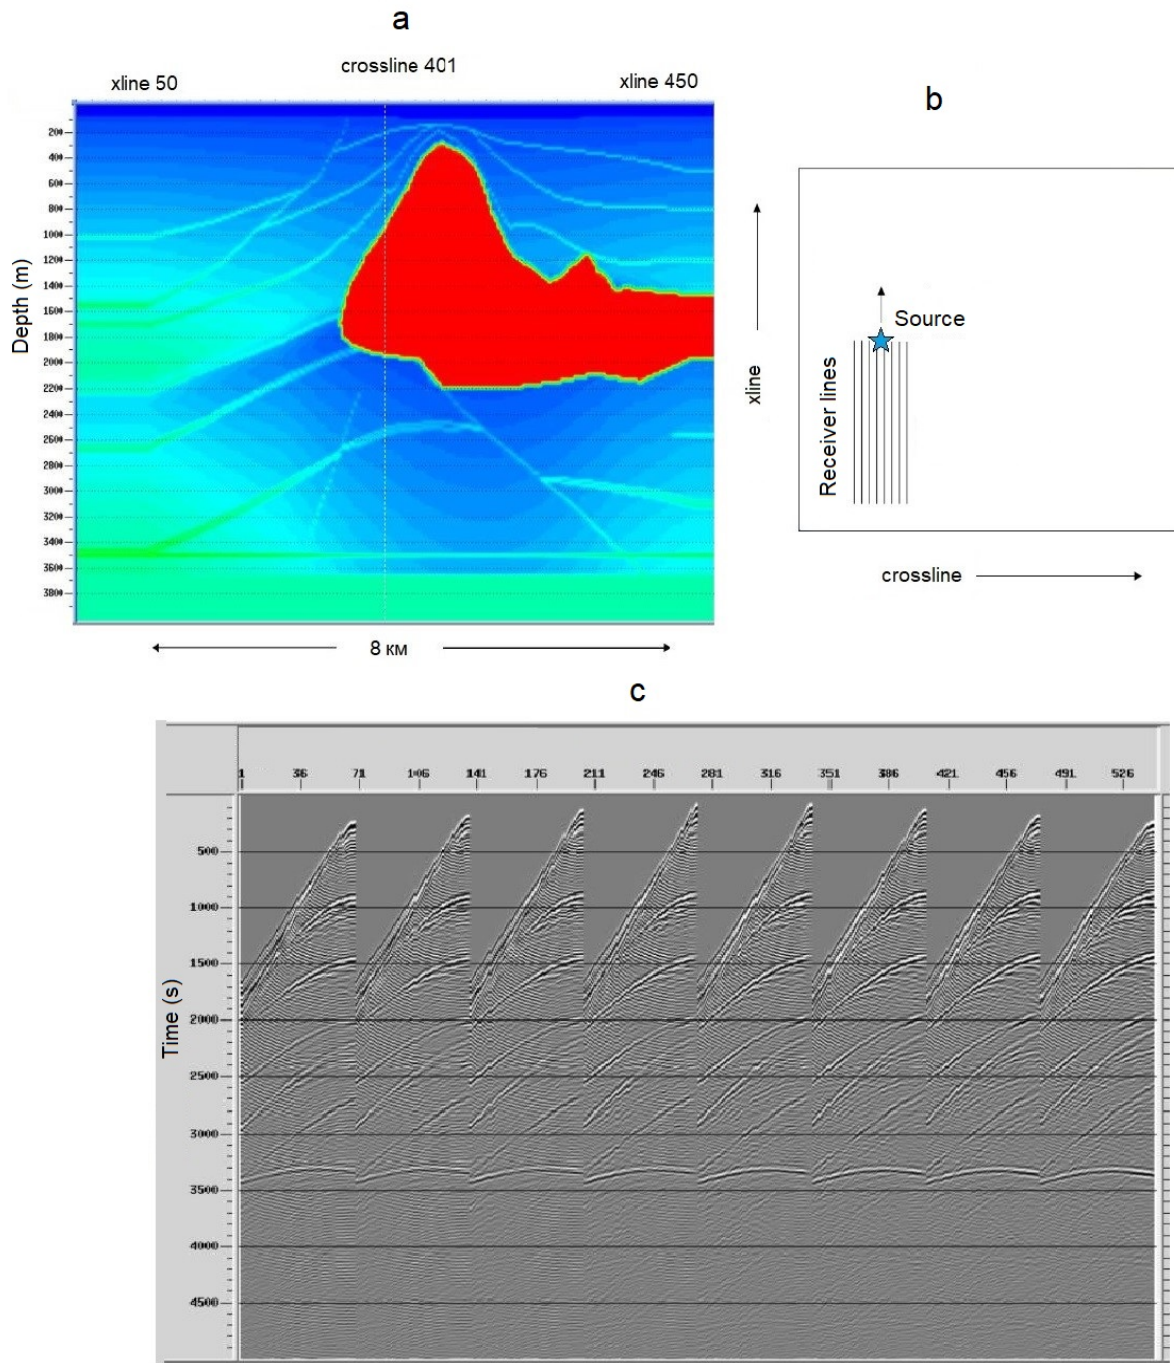 a
crossline 401
xline 50
xline 450
b
200
400
600
800
1000
1200
1400
1600
1800
2000
2200
2400
2600
2800
3000
3200
3400
3600
3800
Depth (m)
8 км
xline
Source
Receiver lines
crossline
c
1 36 71 106 141 176 211 246 281 316 351 386 421 456 491 526
500
1000
1500
2000
2500
3000
3500
4000
4500
Time (s)